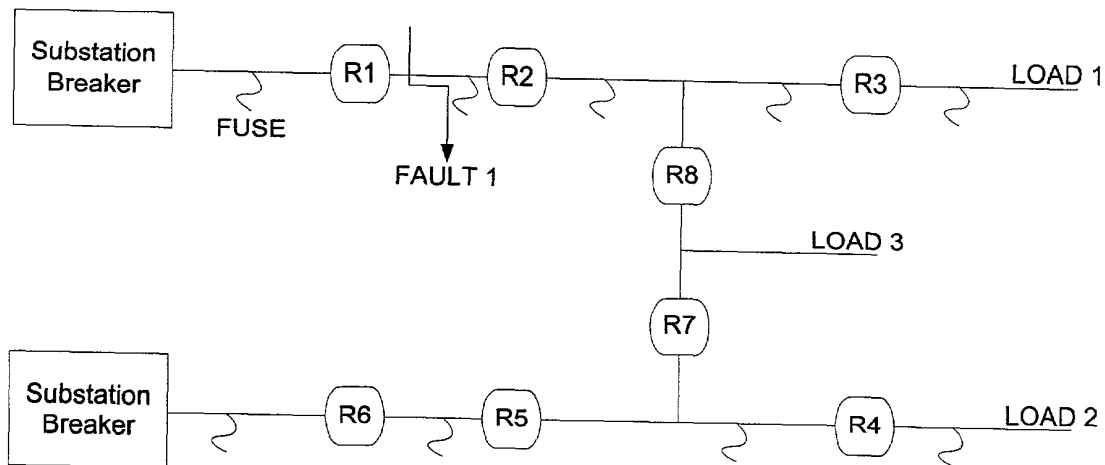 Substation
Breaker
R1
R2
R3
LOAD 1
FUSE
FAULT 1
R8
LOAD 3
R7
Substation
Breaker
R6
R5
R4
LOAD 2